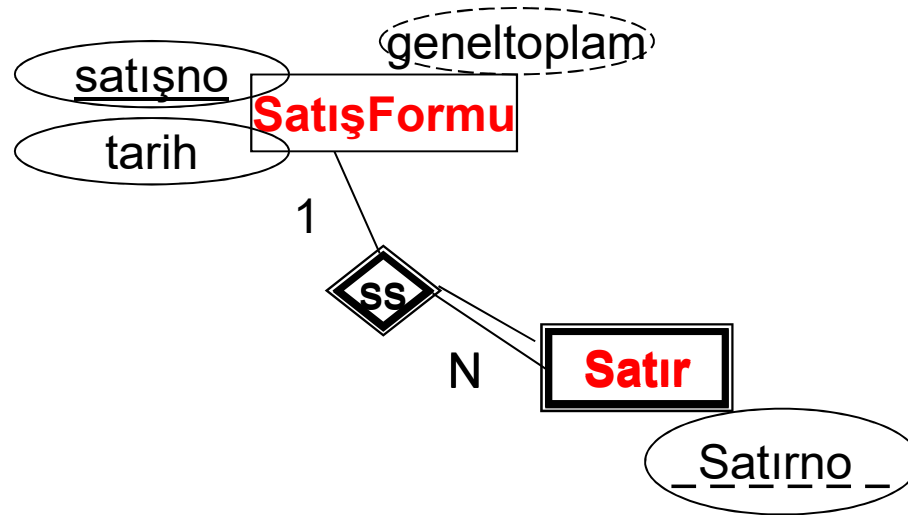 geneltoplam
satışno
SatışFormu
tarih
1
ss
N
Satır
Satırno